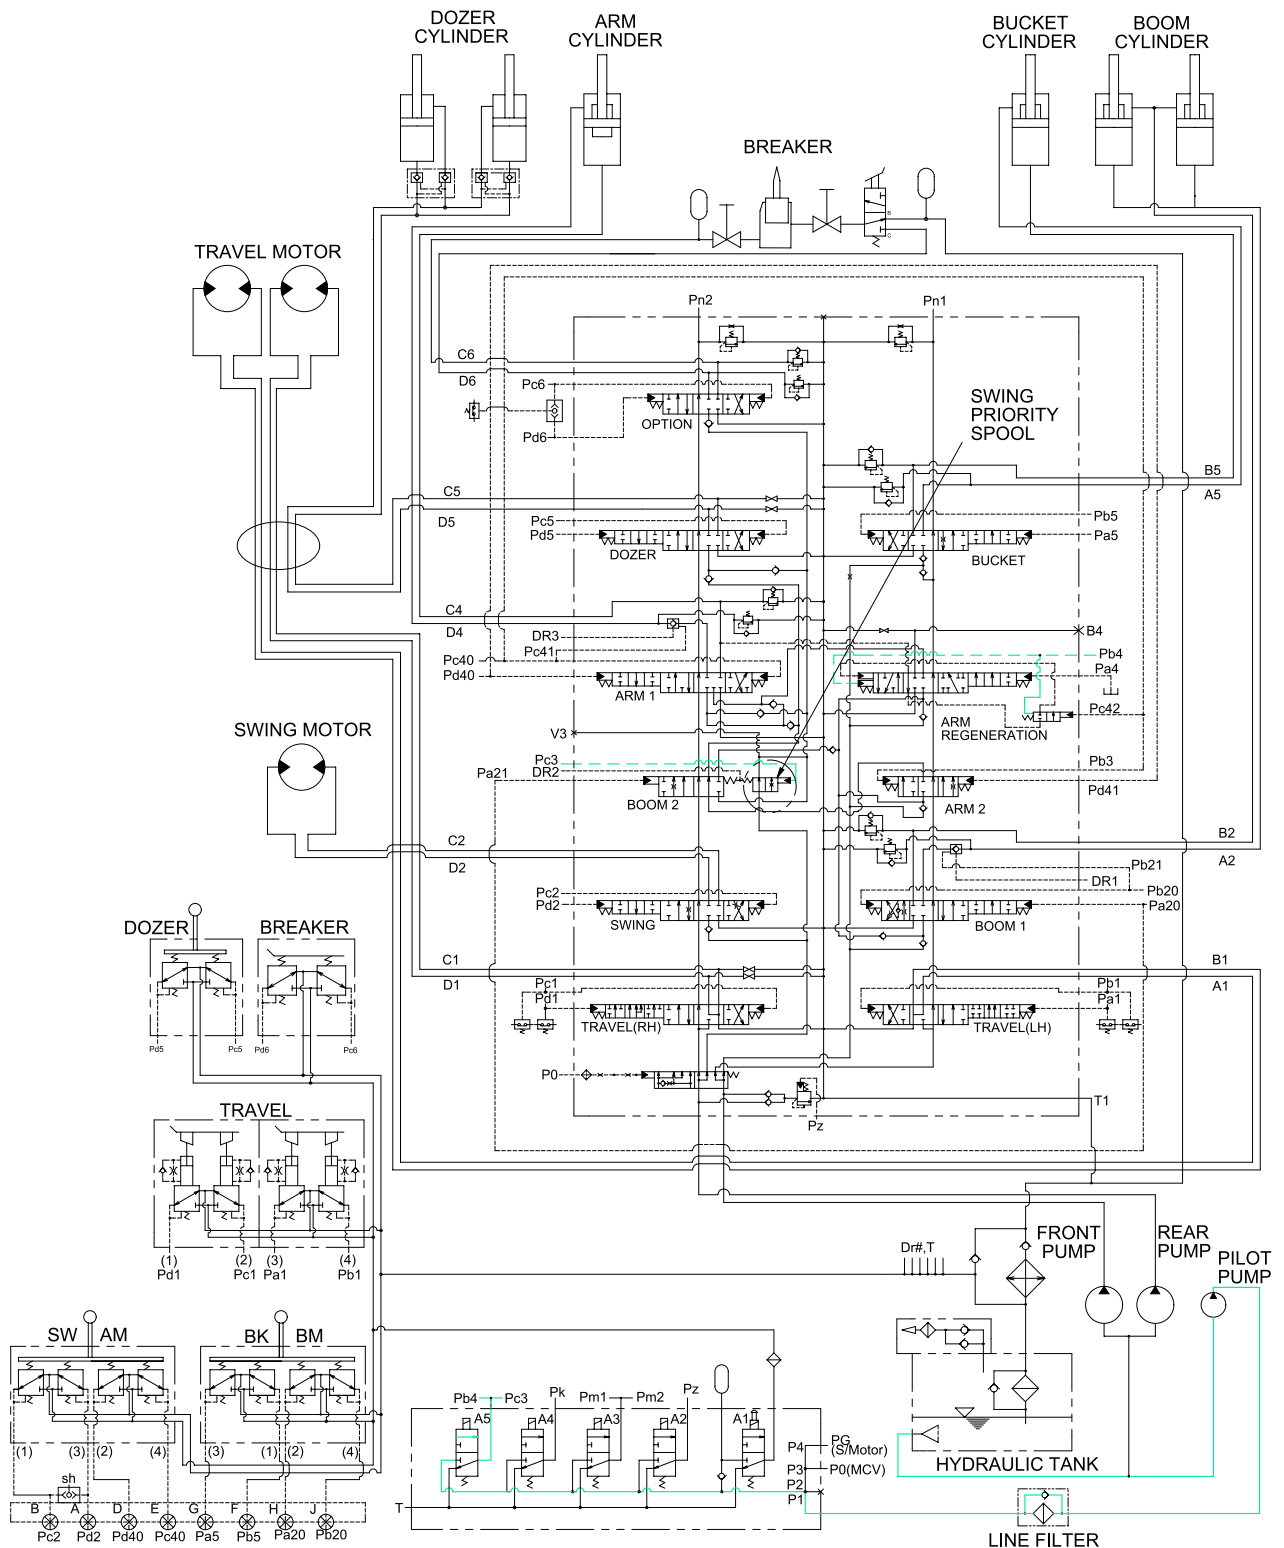 DOZER
CYLINDER
ARM
CYLINDER
BUCKET
CYLINDER
BOOM
CYLINDER
BREAKER
B
C
TRAVEL MOTOR
Pn2
Pn1
C6
D6
Pc6
Pd6
OPTION
SWING
PRIORITY
SPOOL
B5
A5
C5
D5
Pc5
Pd5
DOZER
Pb5
Pa5
BUCKET
C4
D4
DR3
Pc41
Pc40
Pd40
ARM 1
B4
Pb4
Pa4
Pc42
ARM
REGENERATION
SWING MOTOR
V3
Pc3
DR2
Pa21
BOOM 2
Pb3
Pd41
ARM 2
C2
D2
B2
A2
Pb21
DR1
Pb20
Pa20
Pc2
Pd2
SWING
BOOM 1
DOZER
BREAKER
Pd5
Pc5
Pd6
Pc6
C1
D1
B1
A1
Pc1
Pd1
TRAVEL(RH)
Pb1
Pa1
TRAVEL(LH)
P0
Pz
T1
TRAVEL
(1)
Pd1
(2)
Pc1
(3)
Pa1
(4)
Pb1
Dr#,T
FRONT
PUMP
REAR
PUMP
PILOT
PUMP
SW
AM
BK
BM
(1)
(3)
(2)
(4)
(3)
(1)
(2)
(4)
sh
B
A
D
E
G
F
H
J
Pc2
Pd2
Pd40
Pc40
Pa5
Pb5
Pa20
Pb20
Pb4
Pc3
Pk
Pm1
Pm2
Pz
A5
A4
A3
A2
A1
T
P4
PG
(S/Motor)
P3
P0(MCV)
P2
P1
HYDRAULIC TANK
LINE FILTER